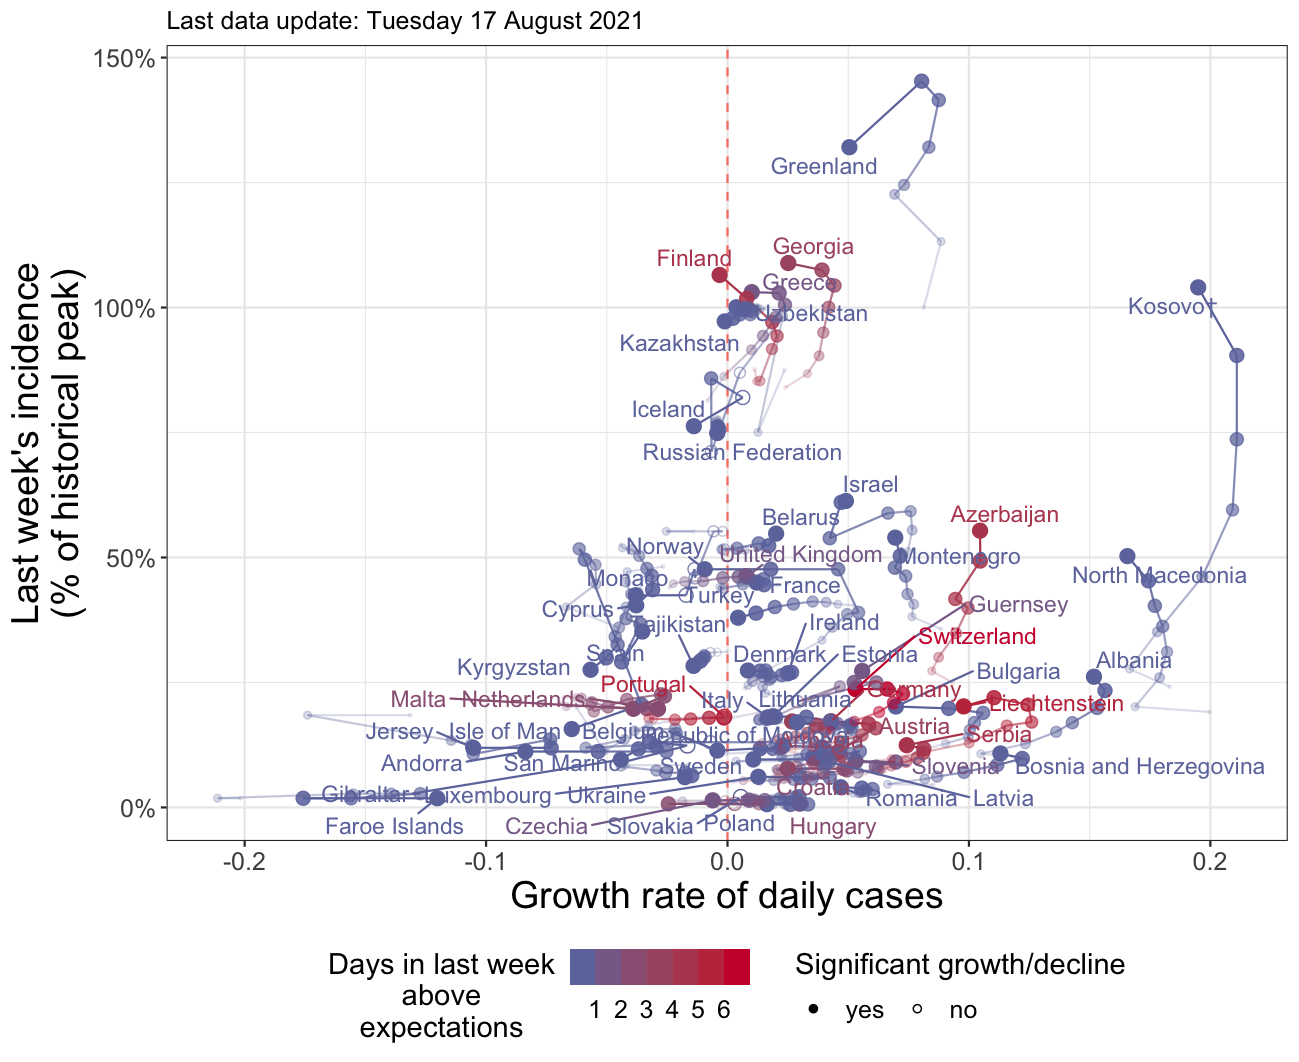 Last data update: Tuesday 17 August 2021
150%
100%
50%
0%
Last week's incidence
(% of historical peak)
Greenland
Finland
Georgia
Greece
Uzbekistan
Kosovo†
Kazakhstan
Iceland
Russian Federation
Israel
Belarus
Azerbaijan
Norway
United Kingdom
Montenegro
Monaco
Turkey
France
North Macedonia
Cyprus
Guernsey
Tajikistan
Ireland
Switzerland
Spain
Denmark
Estonia
Kyrgyzstan
Albania
Bulgaria
Portugal
Germany
Malta
Netherlands
Italy
Lithuania
Liechtenstein
Jersey
Isle of Man
Belgium
Republic of Moldova
Armenia
Austria
Serbia
Andorra
San Marino
Sweden
Slovenia
Bosnia and Herzegovina
Gibraltar
Luxembourg
Ukraine
Croatia
Romania
Latvia
Faroe Islands
Czechia
Slovakia
Poland
Hungary
-0.2
-0.1
0.0
0.1
0.2
Growth rate of daily cases
Days in last week
above
expectations
1 2 3 4 5 6
Significant growth/decline
yes
no